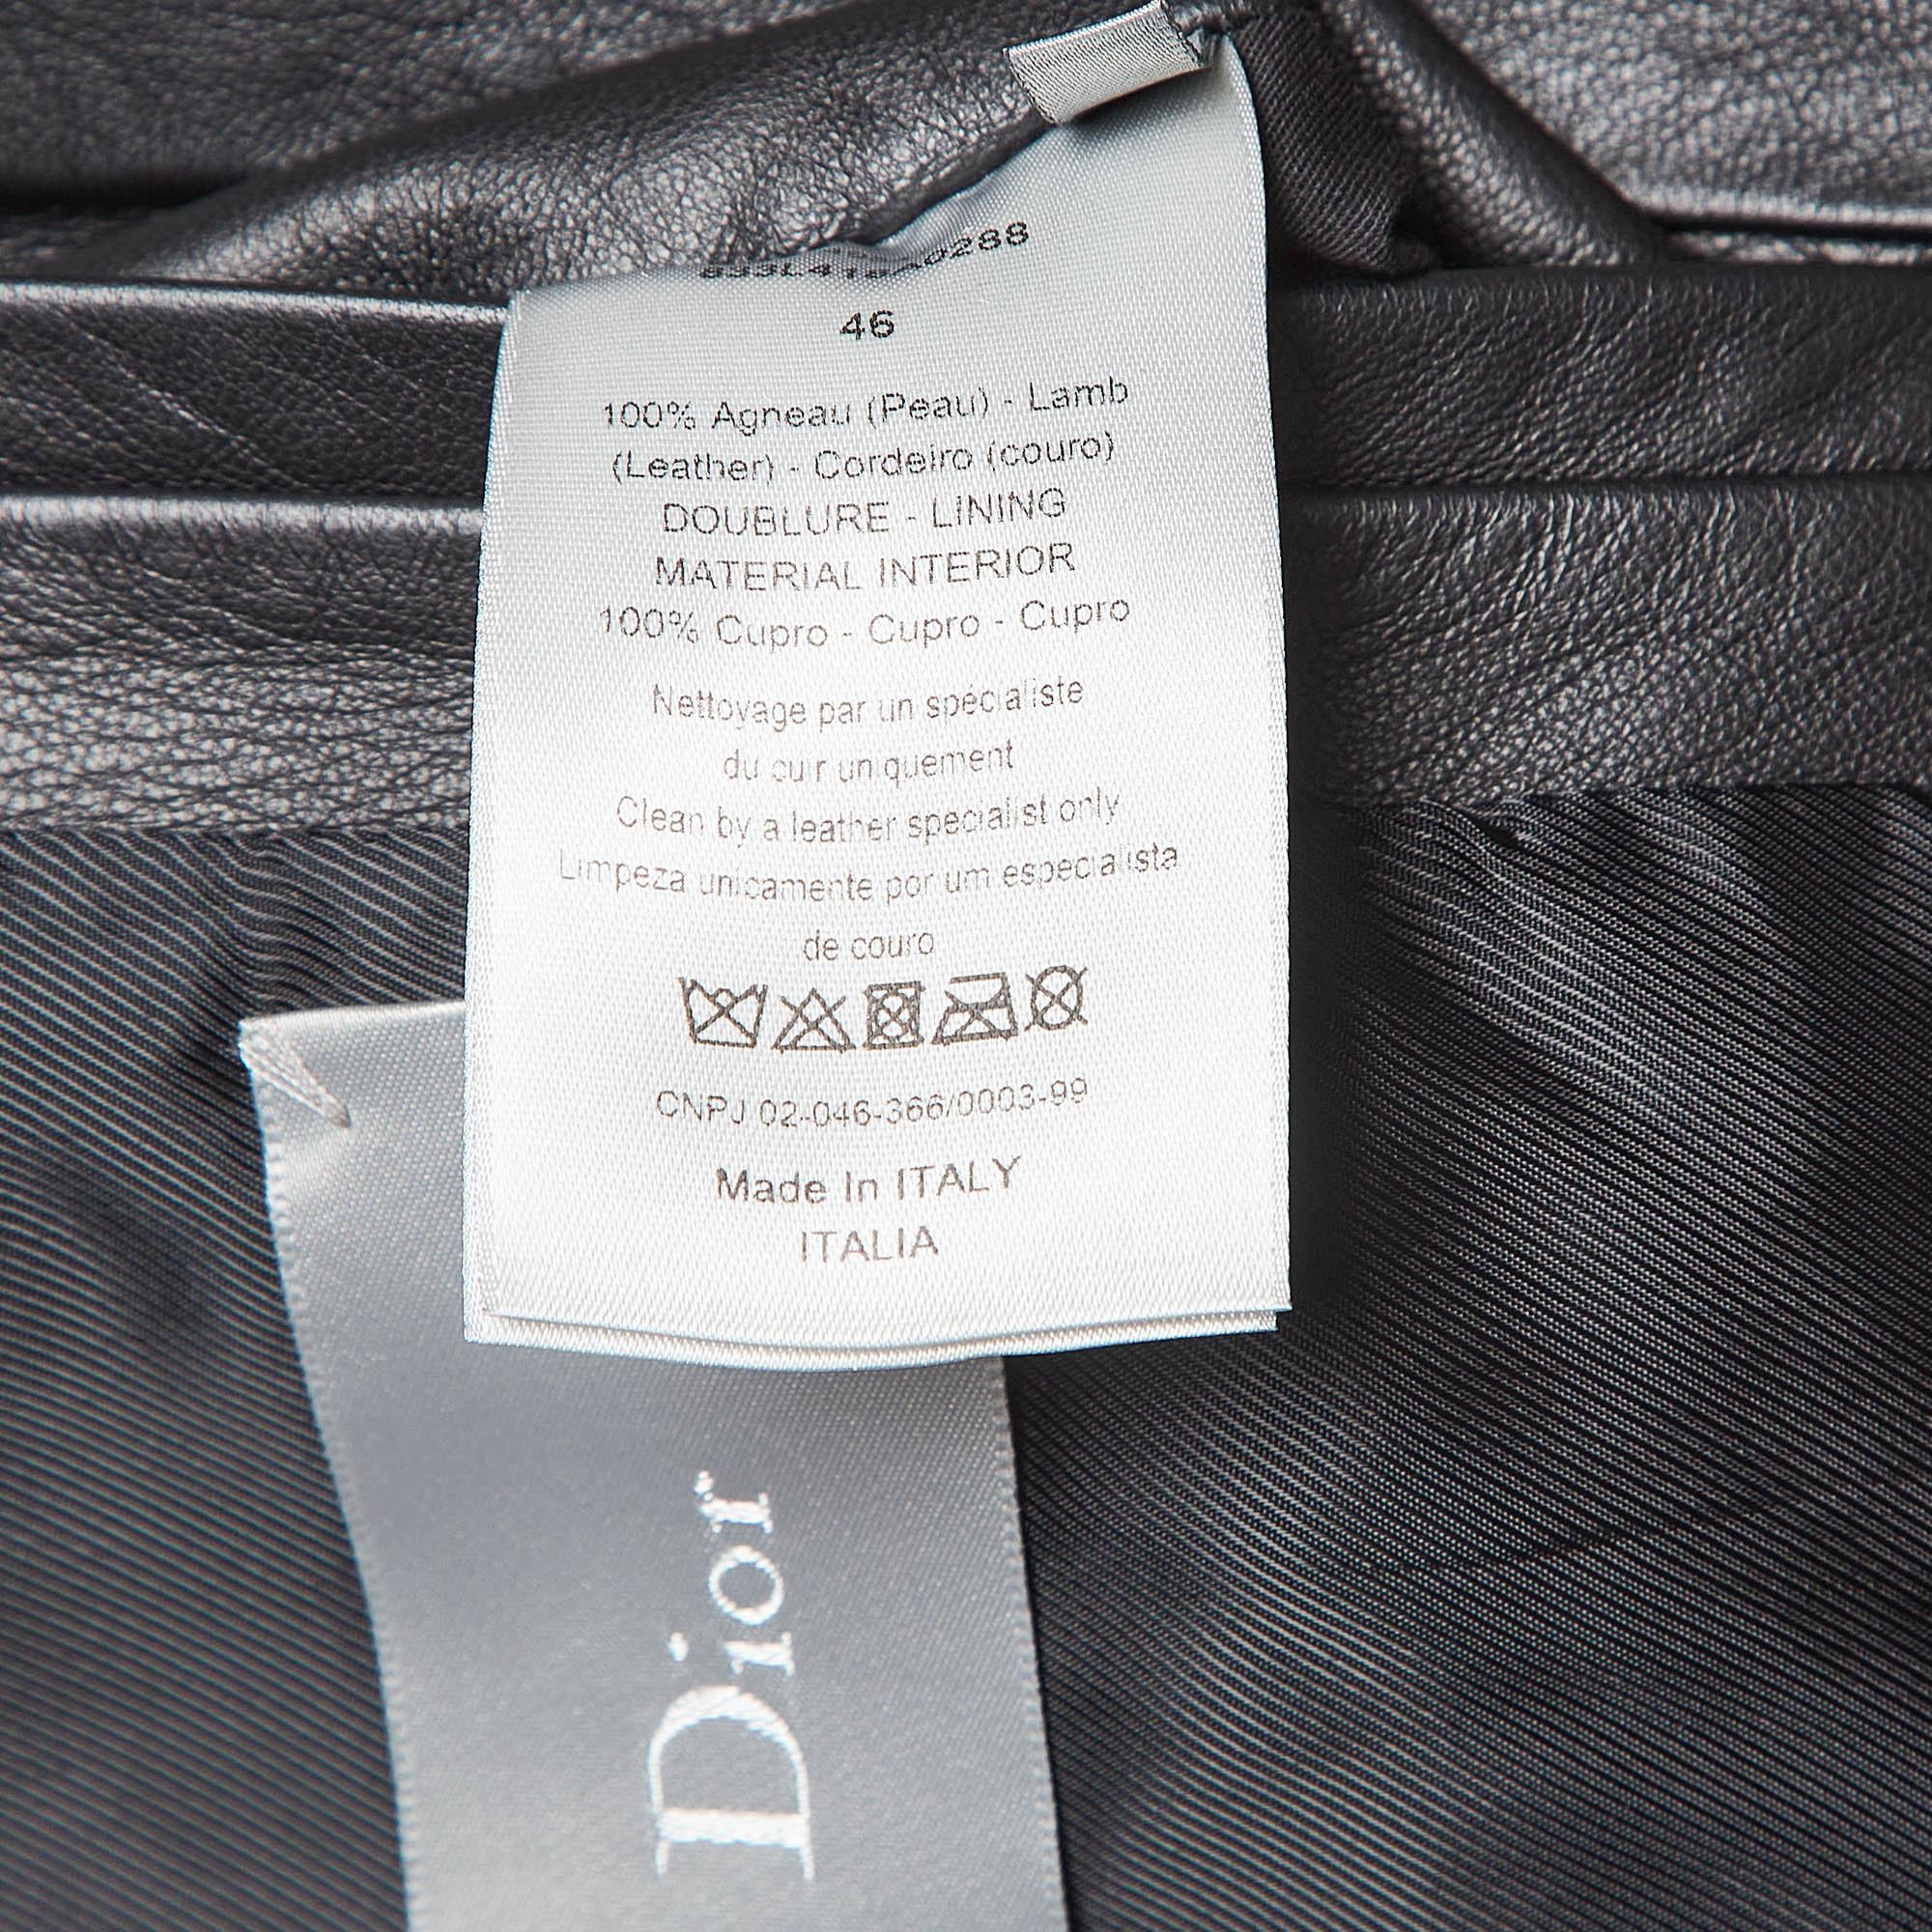 46
100% Agneau (Peau) - Lamb
(Leather) - Cordeiro (couro)
DOUBLURE - LINING
MATERIAL INTERIOR
100% Cupro - Cupro - Cupro
Nettoyage par un spécialiste
du cuir uniquement
Clean by a leather specialist only
Limpeza unicamente por um especialista
de couro
CNPJ 02-046-366/0003-99
Made In ITALY
ITALIA
Dior